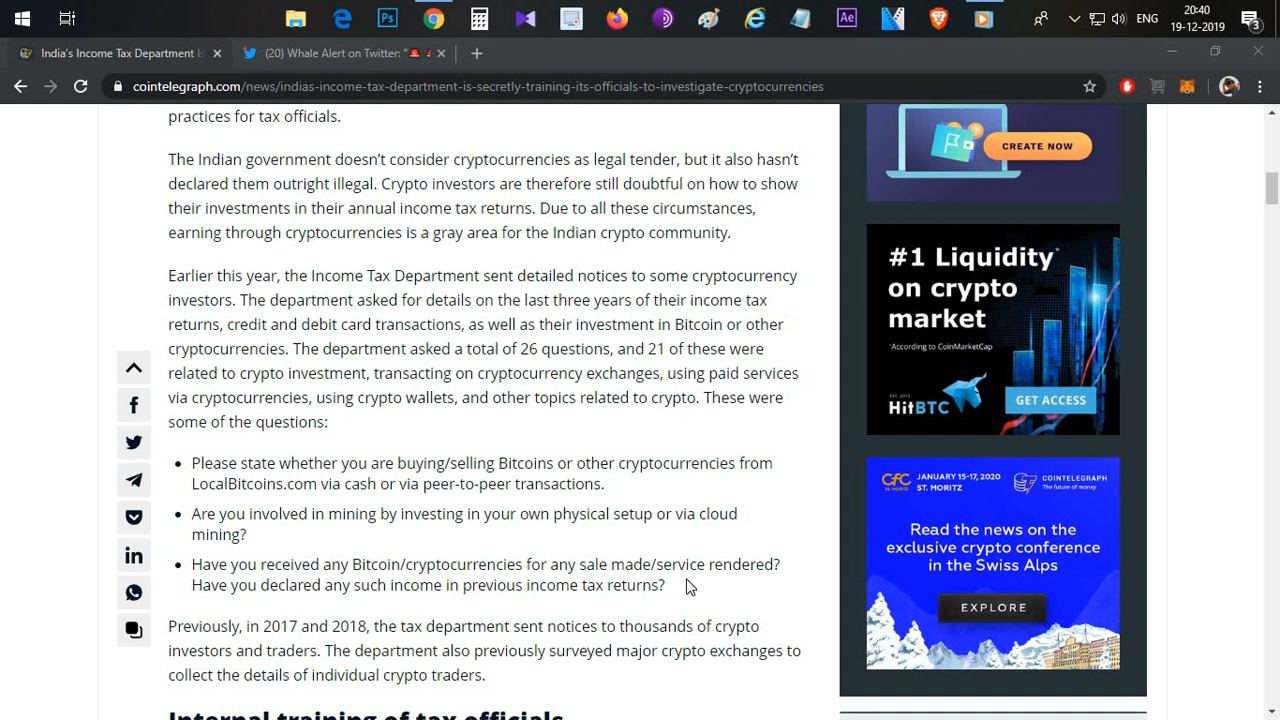 Ps
Ae
ENG
20:40
19-12-2019
3
India's Income Tax Department Is
(20) Whale Alert on Twitter: "
cointelegraph.com/news/indias-income-tax-department-is-secretly-training-its-officials-to-investigate-cryptocurrencies
practices for tax officials.
The Indian government doesn't consider cryptocurrencies as legal tender, but it also hasn't
declared them outright illegal. Crypto investors are therefore still doubtful on how to show
their investments in their annual income tax returns. Due to all these circumstances,
earning through cryptocurrencies is a gray area for the Indian crypto community.
Earlier this year, the Income Tax Department sent detailed notices to some cryptocurrency
investors. The department asked for details on the last three years of their income tax
returns, credit and debit card transactions, as well as their investment in Bitcoin or other
cryptocurrencies. The department asked a total of 26 questions, and 21 of these were
related to crypto investment, transacting on cryptocurrency exchanges, using paid services
via cryptocurrencies, using crypto wallets, and other topics related to crypto. These were
some of the questions:
Please state whether you are buying/selling Bitcoins or other cryptocurrencies from
localBitcoins.com in cash or via peer-to-peer transactions.
Are you involved in mining by investing in your own physical setup or via cloud
mining?
Have you received any Bitcoin/cryptocurrencies for any sale made/service rendered?
Have you declared any such income in previous income tax returns?
Previously, in 2017 and 2018, the tax department sent notices to thousands of crypto
investors and traders. The department also previously surveyed major crypto exchanges to
collect the details of individual crypto traders.
Internal training of tax officials
CREATE NOW
#1 Liquidity*
on crypto
market
*According to CoinMarketCap
HitBTC
GET ACCESS
CFC
JANUARY 15-17, 2020
ST. MORITZ
COINTELEGRAPH
The future of money
Read the news on the
exclusive crypto conference
in the Swiss Alps
EXPLORE